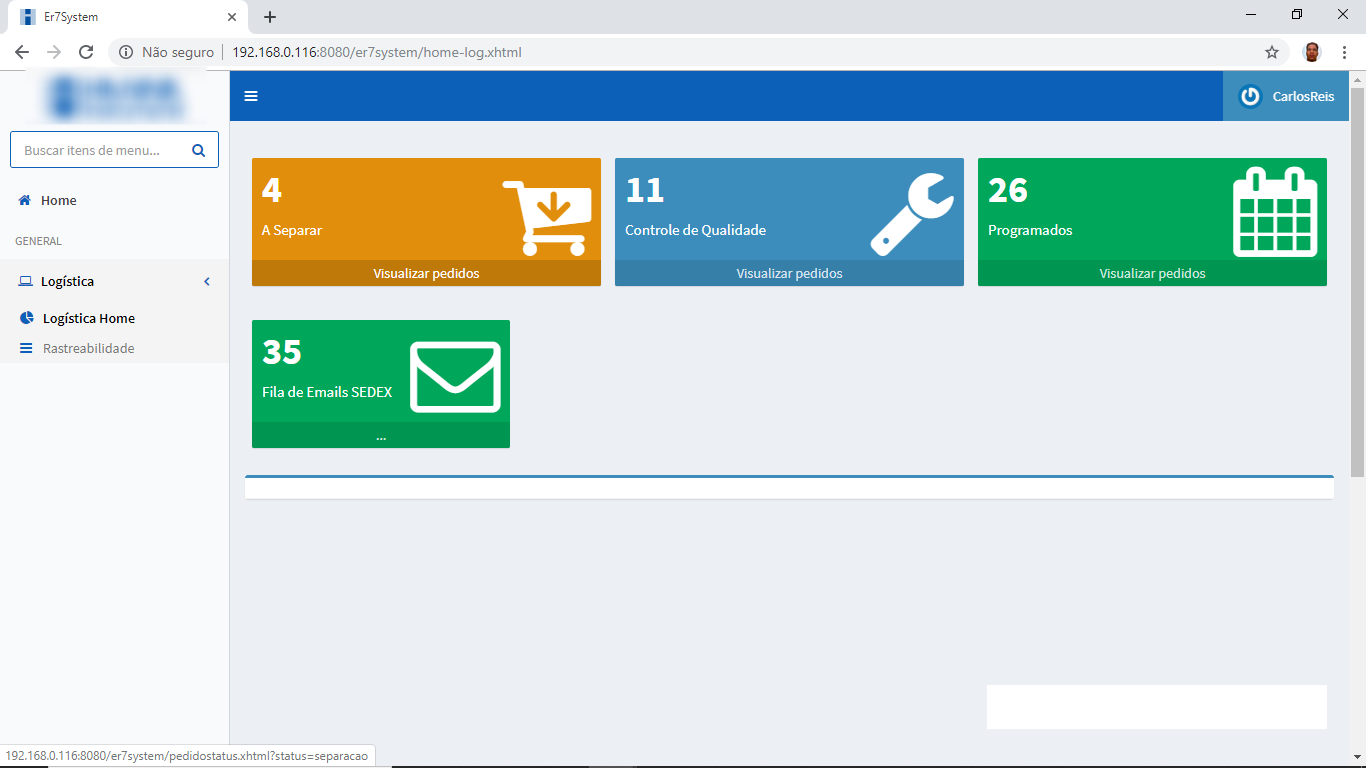 Er7System
Não seguro
192.168.0.116:8080/er7system/home-log.xhtml
CarlosReis
Buscar itens de menu...
Home
GENERAL
Logística
Logística Home
Rastreabilidade
4
A Separar
Visualizar pedidos
11
Controle de Qualidade
Visualizar pedidos
26
Programados
Visualizar pedidos
35
Fila de Emails SEDEX
...
192.168.0.116:8080/er7system/pedidostatus.xhtml?status=separacao